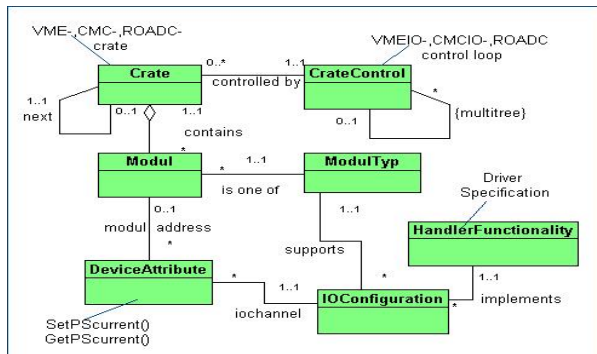 VME-,CMC-,ROADC-
crate
VMEIO-,CMCIO-,ROADC
control loop
Crate
0..*
1..1
controlled by
CrateControl
1..1
next
0..1
1..1
*
0..1
{multitree}
contains
*
Modul
*
1..1
is one of
ModulTyp
Driver
Specification
0..1
modul address
*
1..1
supports
*
HandlerFunctionality
DeviceAttribute
*
1..1
iochannel
IOConfiguration
1..1
implements
*
SetPScurrent()
GetPScurrent()